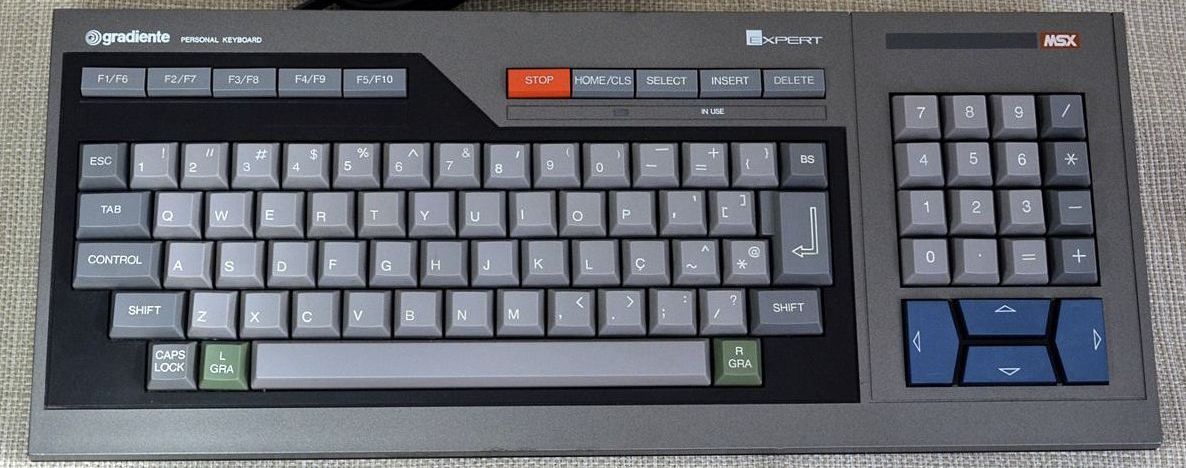 gradiente PERSONAL KEYBOARD EXPERT MSX
F1/F6 F2/F7 F3/F8 F4/F9 F5/F10 STOP HOME/CLS SELECT INSERT DELETE
IN USE
7 8 9 /
ESC 1 ! 2 " 3 # 4 $ 5 % 6 ^ 7 & 8 ' 9 ( 0 ) - _ = + { } BS
4 5 6 *
TAB Q W E R T Y U I O P ´ ` [ ]
1 2 3 -
CONTROL A S D F G H J K L Ç ~ ^ * @
0 . = +
SHIFT Z X C V B N M , < . > ; : / ? SHIFT
CAPS LOCK L GRA R GRA